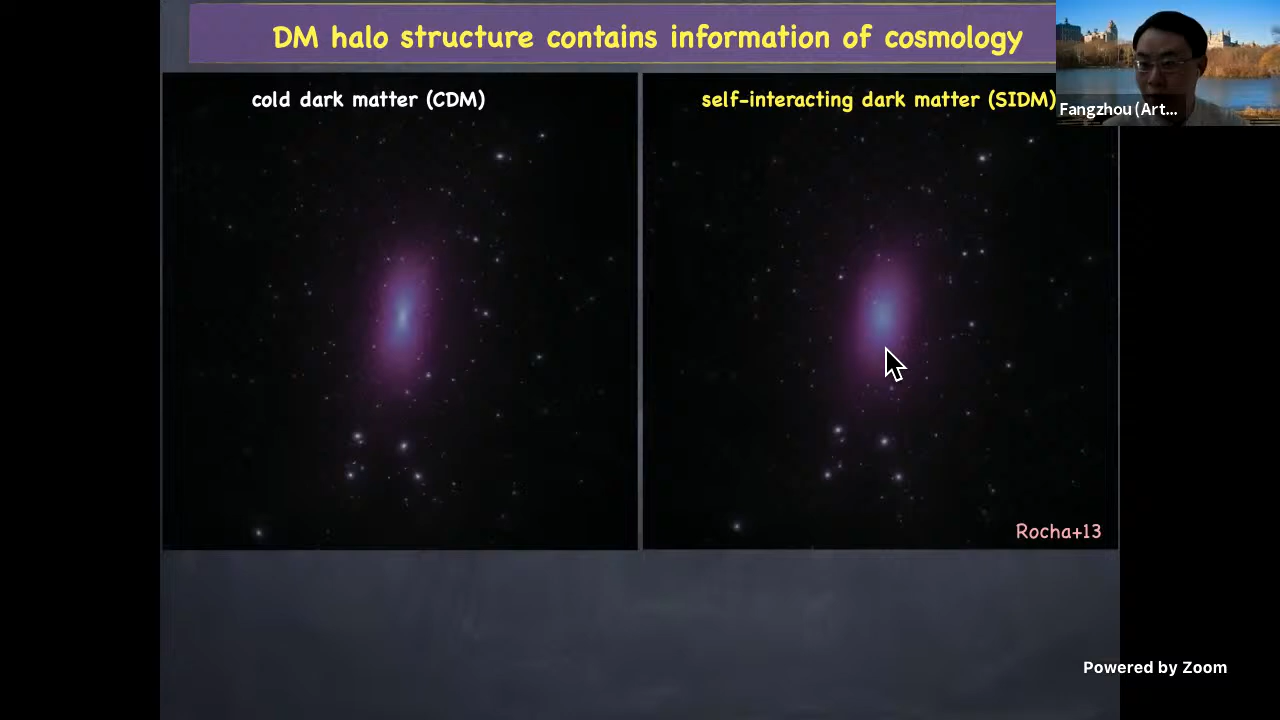 DM halo structure contains information of cosmology
cold dark matter (CDM)
self-interacting dark matter (SIDM)
Fangzhou (Art...
Rocha+13
Powered by Zoom